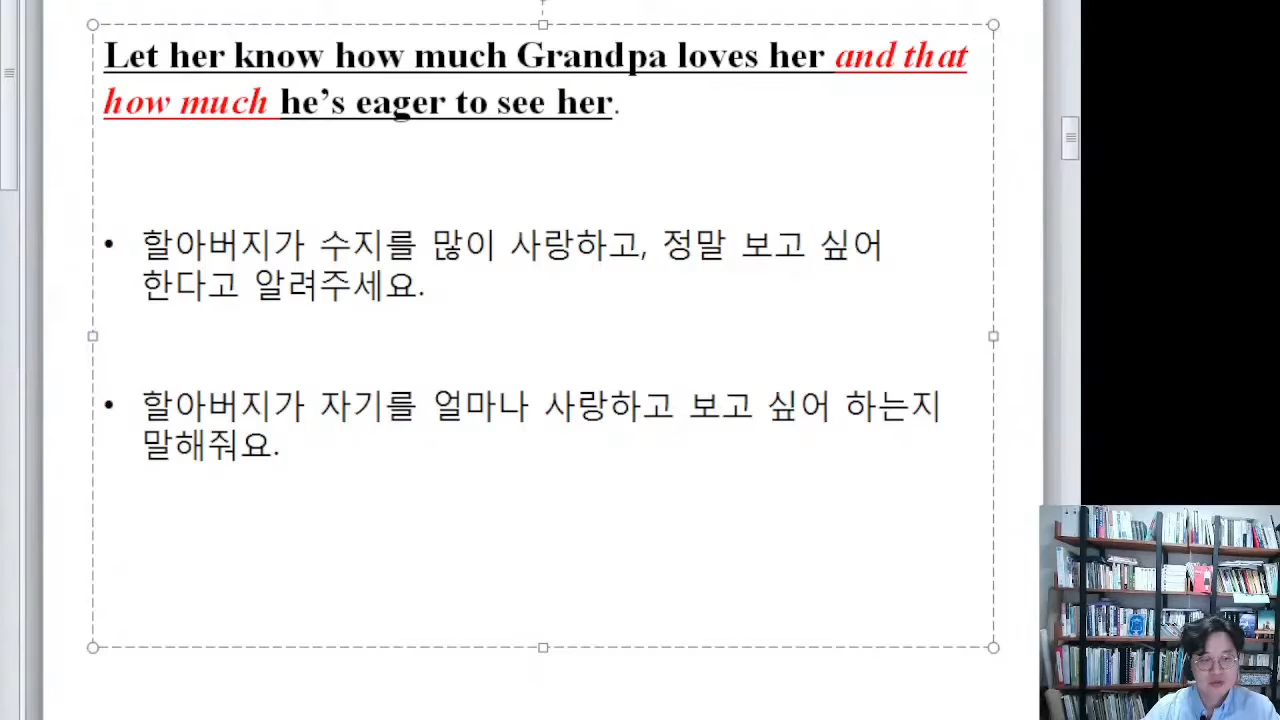 Let her know how much Grandpa loves her and that
how much he’s eager to see her.
• 할아버지가 수지를 많이 사랑하고, 정말 보고 싶어
한다고 알려주세요.
• 할아버지가 자기를 얼마나 사랑하고 보고 싶어 하는지
말해줘요.